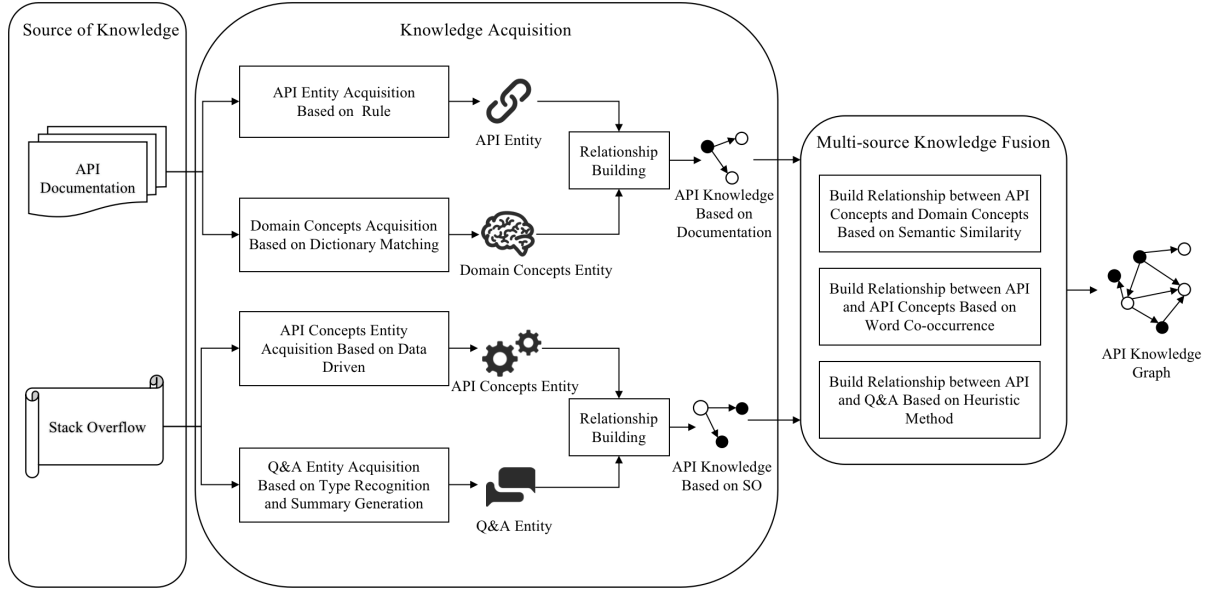 Source of Knowledge
API
Documentation
Stack Overflow
Knowledge Acquisition
API Entity Acquisition
Based on Rule
API Entity
Domain Concepts Acquisition
Based on Dictionary Matching
Domain Concepts Entity
Relationship
Building
API Knowledge
Based on
Documentation
API Concepts Entity
Acquisition Based on Data
Driven
API Concepts Entity
Q&A Entity Acquisition
Based on Type Recognition
and Summary Generation
Q&A Entity
Relationship
Building
API Knowledge
Based on SO
Multi-source Knowledge Fusion
Build Relationship between API
Concepts and Domain Concepts
Based on Semantic Similarity
Build Relationship between API
and API Concepts Based on
Word Co-occurrence
Build Relationship between API
and Q&A Based on Heuristic
Method
API Knowledge
Graph